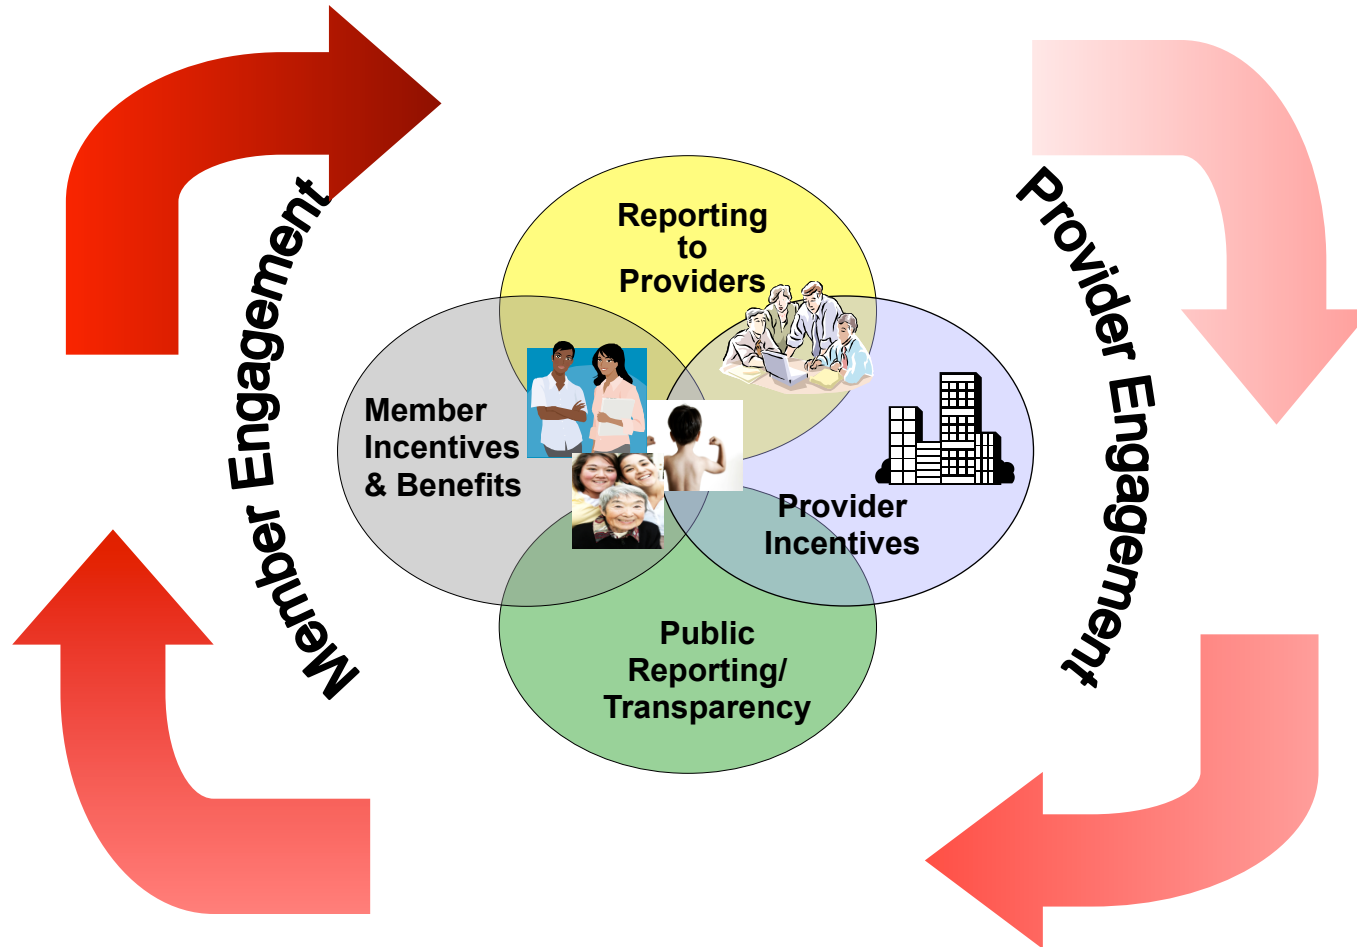 Member Engagement
Provider Engagement
Reporting
to
Providers
Member
Incentives
& Benefits
Provider
Incentives
Public
Reporting/
Transparency